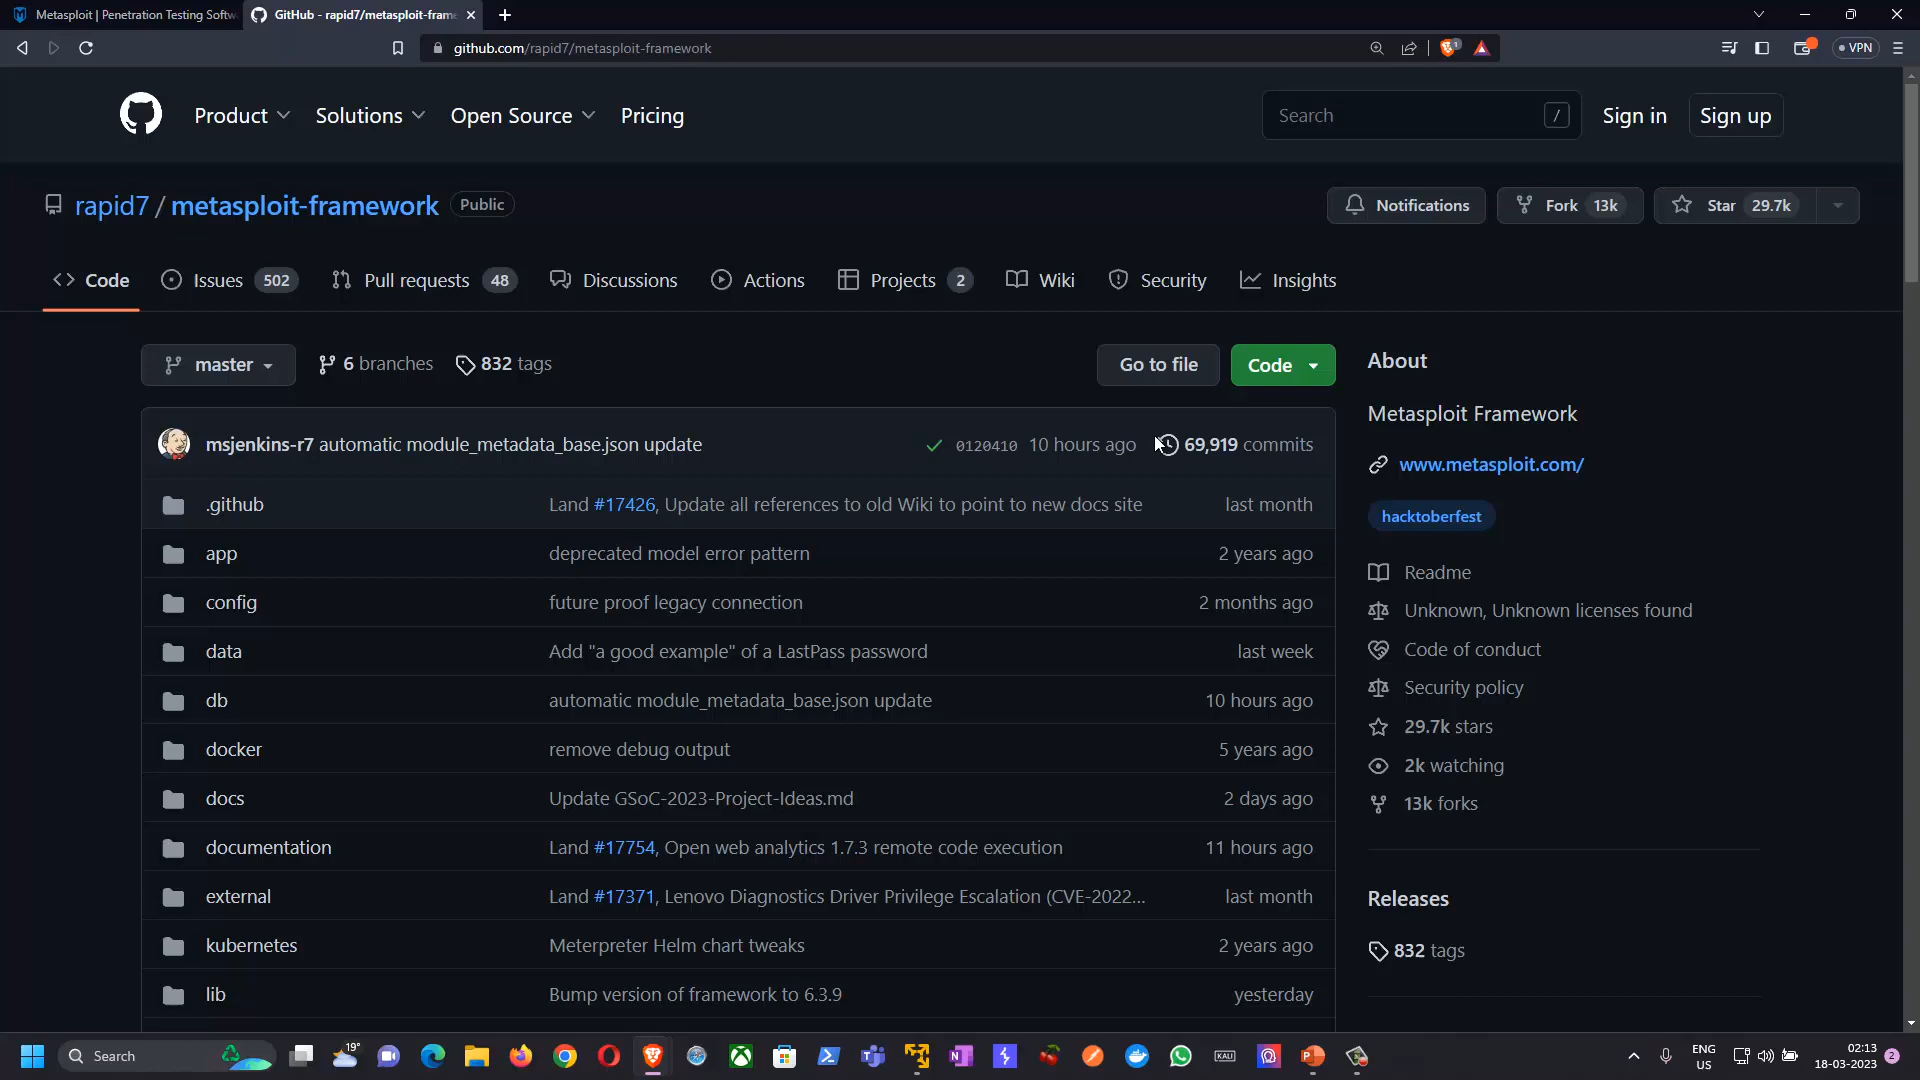 Metasploit | Penetration Testing Softw
GitHub - rapid7/metasploit-frame
github.com/rapid7/metasploit-framework
1
VPN
Product
Solutions
Open Source
Pricing
Search /
Sign in
Sign up
rapid7 / metasploit-framework
Public
Notifications
Fork 13k
Star 29.7k
Code
Issues 502
Pull requests 48
Discussions
Actions
Projects 2
Wiki
Security
Insights
master
6 branches
832 tags
Go to file
Code
msjenkins-r7 automatic module_metadata_base.json update
0120410 10 hours ago
69,919 commits
.github Land #17426, Update all references to old Wiki to point to new docs site last month
app deprecated model error pattern 2 years ago
config future proof legacy connection 2 months ago
data Add "a good example" of a LastPass password last week
db automatic module_metadata_base.json update 10 hours ago
docker remove debug output 5 years ago
docs Update GSoC-2023-Project-Ideas.md 2 days ago
documentation Land #17754, Open web analytics 1.7.3 remote code execution 11 hours ago
external Land #17371, Lenovo Diagnostics Driver Privilege Escalation (CVE-2022... last month
kubernetes Meterpreter Helm chart tweaks 2 years ago
lib Bump version of framework to 6.3.9 yesterday
About
Metasploit Framework
www.metasploit.com/
hacktoberfest
Readme
Unknown, Unknown licenses found
Code of conduct
Security policy
29.7k stars
2k watching
13k forks
Releases
832 tags
Search
19°
KALI
ENG
US
02:13
18-03-2023
2